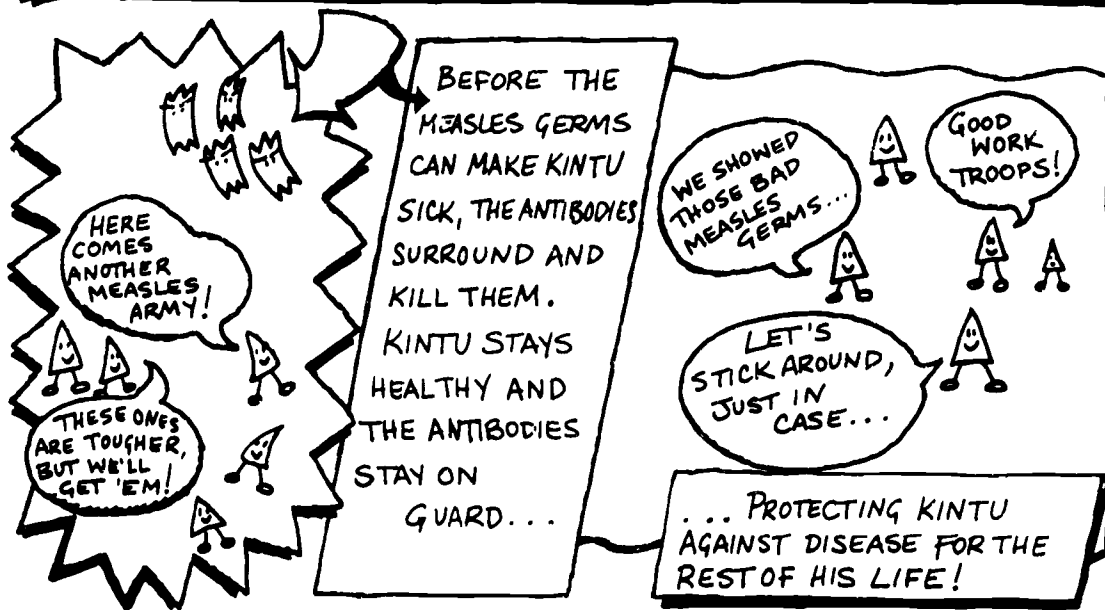 HERE
COMES
ANOTHER
MEASLES
ARMY!
THESE ONES
ARE TOUGHER,
BUT WE'LL
GET 'EM!
BEFORE THE
MEASLES GERMS
CAN MAKE KINTU
SICK, THE ANTIBODIES
SURROUND AND
KILL THEM.
KINTU STAYS
HEALTHY AND
THE ANTIBODIES
STAY ON
GUARD...
WE SHOWED
THOSE BAD
MEASLES
GERMS...
GOOD
WORK
TROOPS!
LET'S
STICK AROUND,
JUST IN
CASE...
... PROTECTING KINTU
AGAINST DISEASE FOR THE
REST OF HIS LIFE!